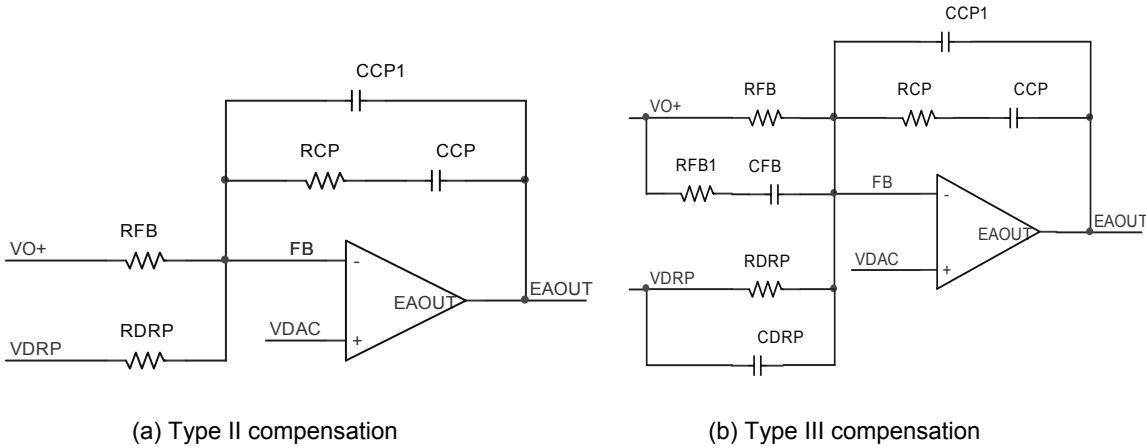 CCP1
RCP
CCP
RFB
VO+
FB
-
EAOUT
EAOUT
VDAC
+
RDRP
VDRP
(a) Type II compensation
CCP1
RFB
RCP
CCP
VO+
RFB1
CFB
FB
-
EAOUT
EAOUT
VDAC
+
RDRP
VDRP
CDRP
(b) Type III compensation